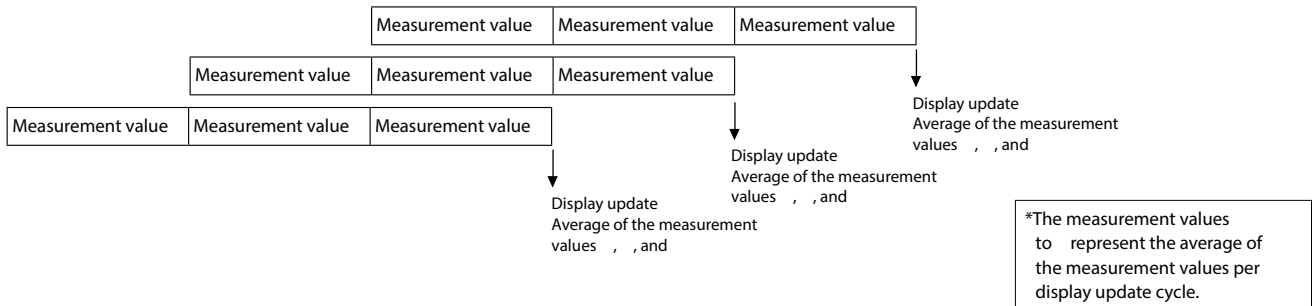 Measurement value Measurement value Measurement value
Measurement value Measurement value Measurement value
Measurement value Measurement value Measurement value
Display update
Average of the measurement
values , , and
Display update
Average of the measurement
values , , and
Display update
Average of the measurement
values , , and
*The measurement values
to represent the average of
the measurement values per
display update cycle.